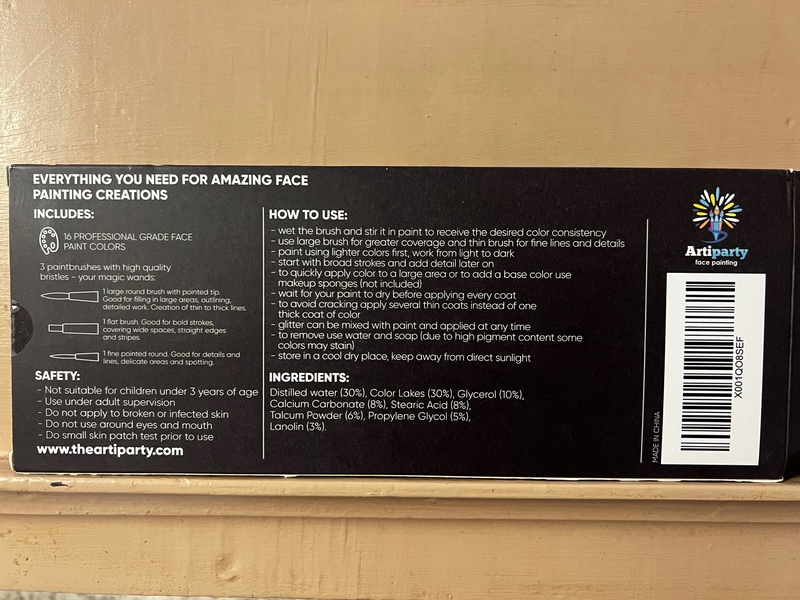 EVERYTHING YOU NEED FOR AMAZING FACE
PAINTING CREATIONS
INCLUDES:
16 PROFESSIONAL GRADE FACE
PAINT COLORS
3 paintbrushes with high quality
bristles - your magic wands:
1 large round brush with pointed tip.
Good for filling in large areas, outlining,
detailed work. Creation of thin to thick lines.
1 flat brush. Good for bold strokes,
covering wide spaces, straight edges
and stripes.
1 fine pointed round. Good for details and
lines, delicate areas and spotting.
SAFETY:
- Not suitable for children under 3 years of age
- Use under adult supervision
- Do not apply to broken or infected skin
- Do not use around eyes and mouth
- Do small skin patch test prior to use
www.theartiparty.com
HOW TO USE:
- wet the brush and stir it in paint to receive the desired color consistency
- use large brush for greater coverage and thin brush for fine lines and details
- paint using lighter colors first, work from light to dark
- start with broad strokes and add detail later on
- to quickly apply color to a large area or to add a base color use
makeup sponges (not included)
- wait for your paint to dry before applying every coat
- to avoid cracking apply several thin coats instead of one
thick coat of color
- glitter can be mixed with paint and applied at any time
- to remove use water and soap (due to high pigment content some
colors may stain)
- store in a cool dry place, keep away from direct sunlight
INGREDIENTS:
Distilled water (30%), Color Lakes (30%), Glycerol (10%),
Calcium Carbonate (8%), Stearic Acid (8%),
Talcum Powder (6%), Propylene Glycol (5%),
Lanolin (3%).
MADE IN CHINA
Artiparty
face painting
X001QO8SEF